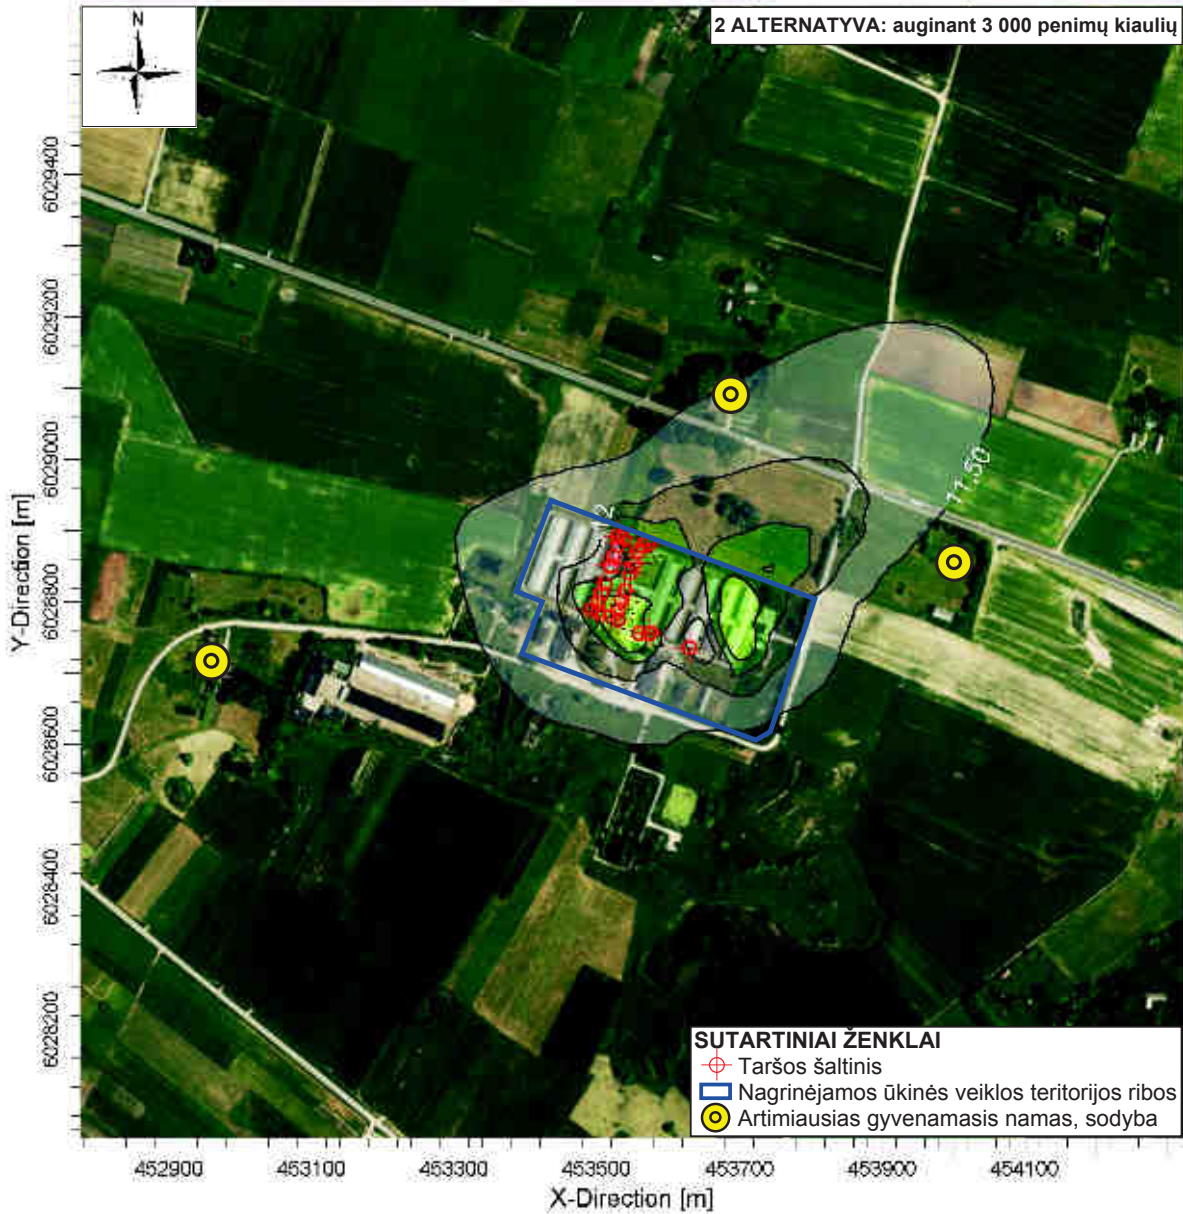 2 ALTERNATYVA: auginant 3 000 penimų kiaulių
N
6029400
6029200
6029000
6028800
6028600
6028400
6028200
Y-Direction [m]
12
11.50
SUTARTINIAI ŽENKLAI
Taršos šaltinis
Nagrinėjamos ūkinės veiklos teritorijos ribos
Artimiausias gyvenamasis namas, sodyba
452900 453100 453300 453500 453700 453900 454100
X-Direction [m]